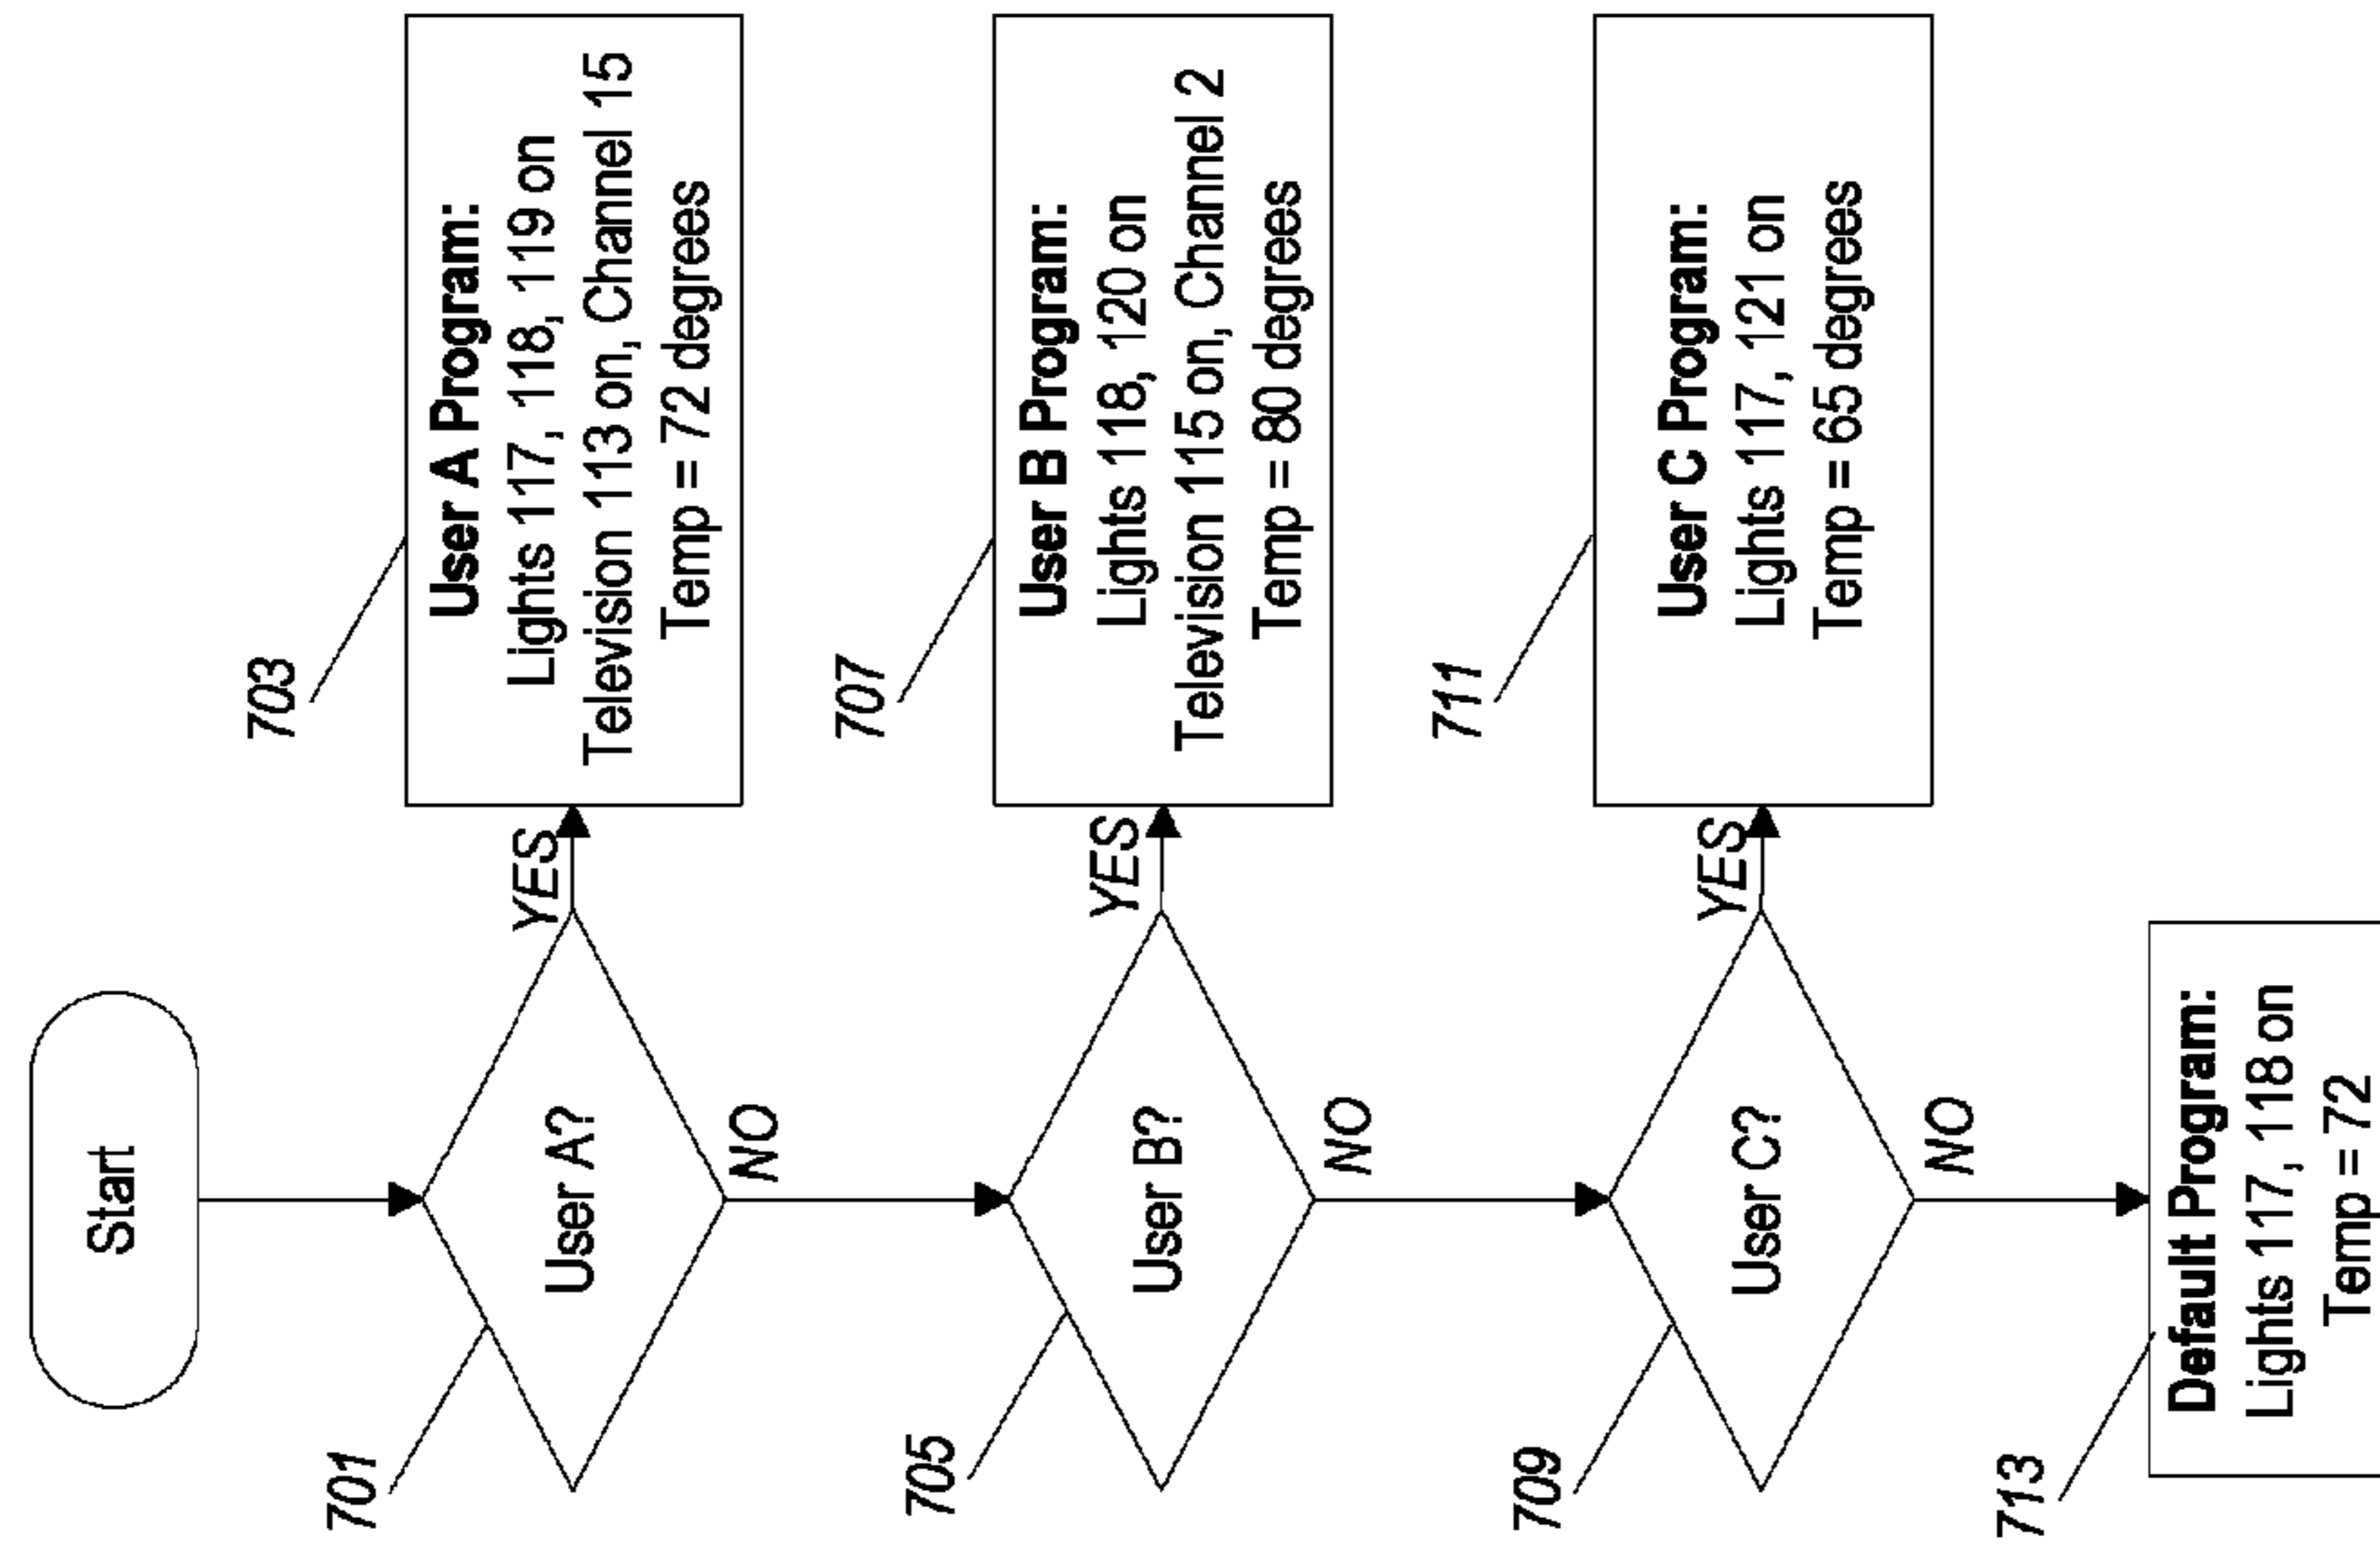 Start
701
User A?
YES
NO
703
User A Program:
Lights 117, 118, 119 on
Television 113 on, Channel 15
Temp = 72 degrees
705
User B?
YES
NO
707
User B Program:
Lights 118, 120 on
Television 115 on, Channel 2
Temp = 80 degrees
709
User C?
YES
NO
711
User C Program:
Lights 117, 121 on
Temp = 65 degrees
713
Default Program:
Lights 117, 118 on
Temp = 72